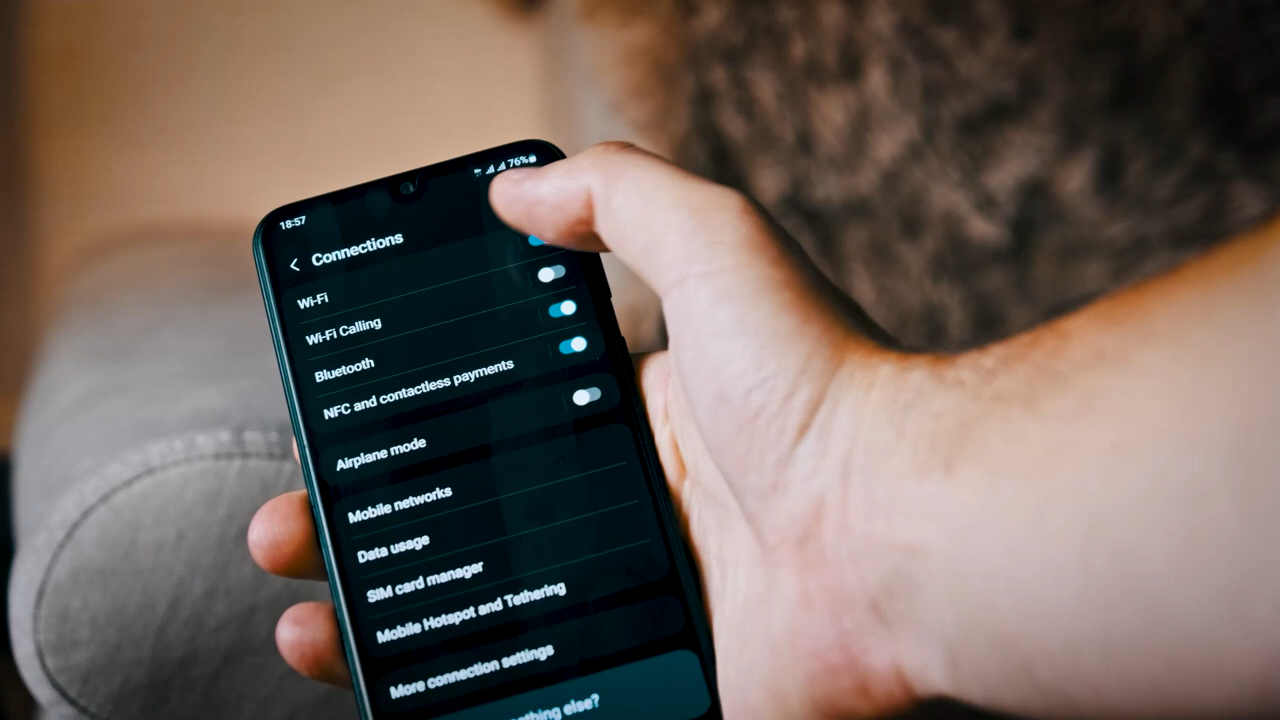 18:57
76%
Connections
Wi-Fi
Wi-Fi Calling
Bluetooth
NFC and contactless payments
Airplane mode
Mobile networks
Data usage
SIM card manager
Mobile Hotspot and Tethering
More connection settings
else?